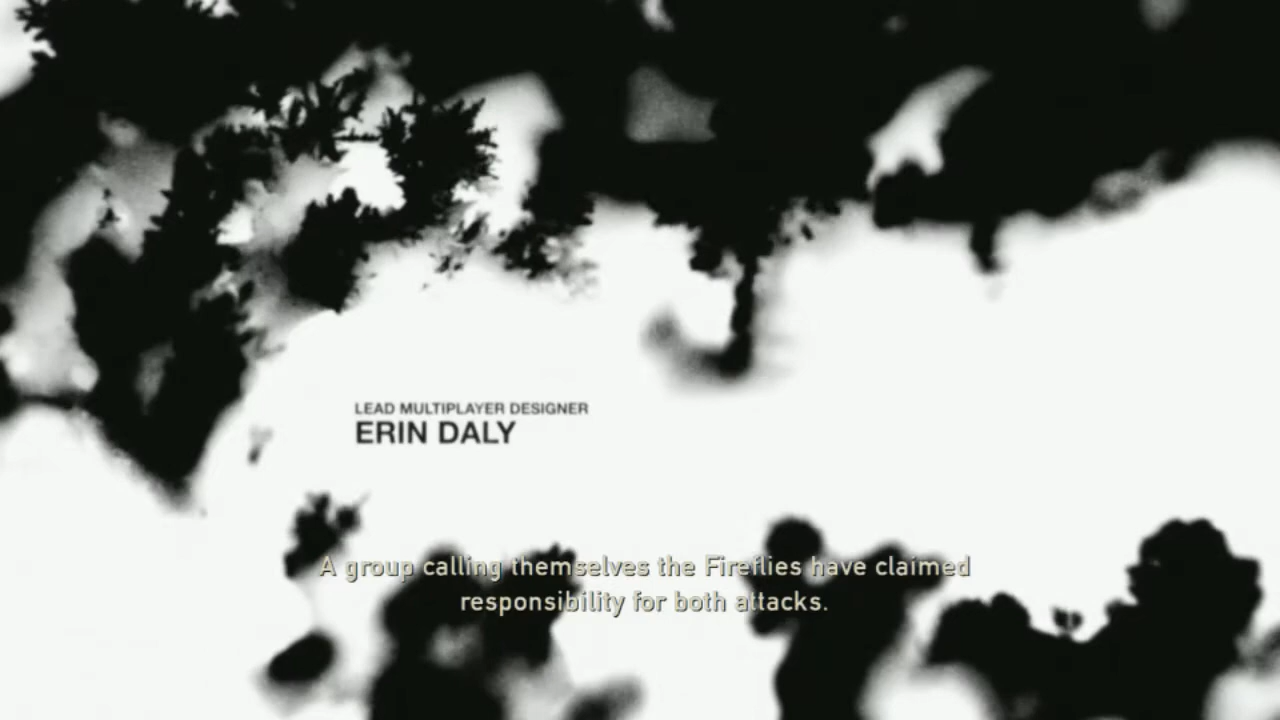 LEAD MULTIPLAYER DESIGNER
ERIN DALY
A group calling themselves the Fireflies have claimed
responsibility for both attacks.